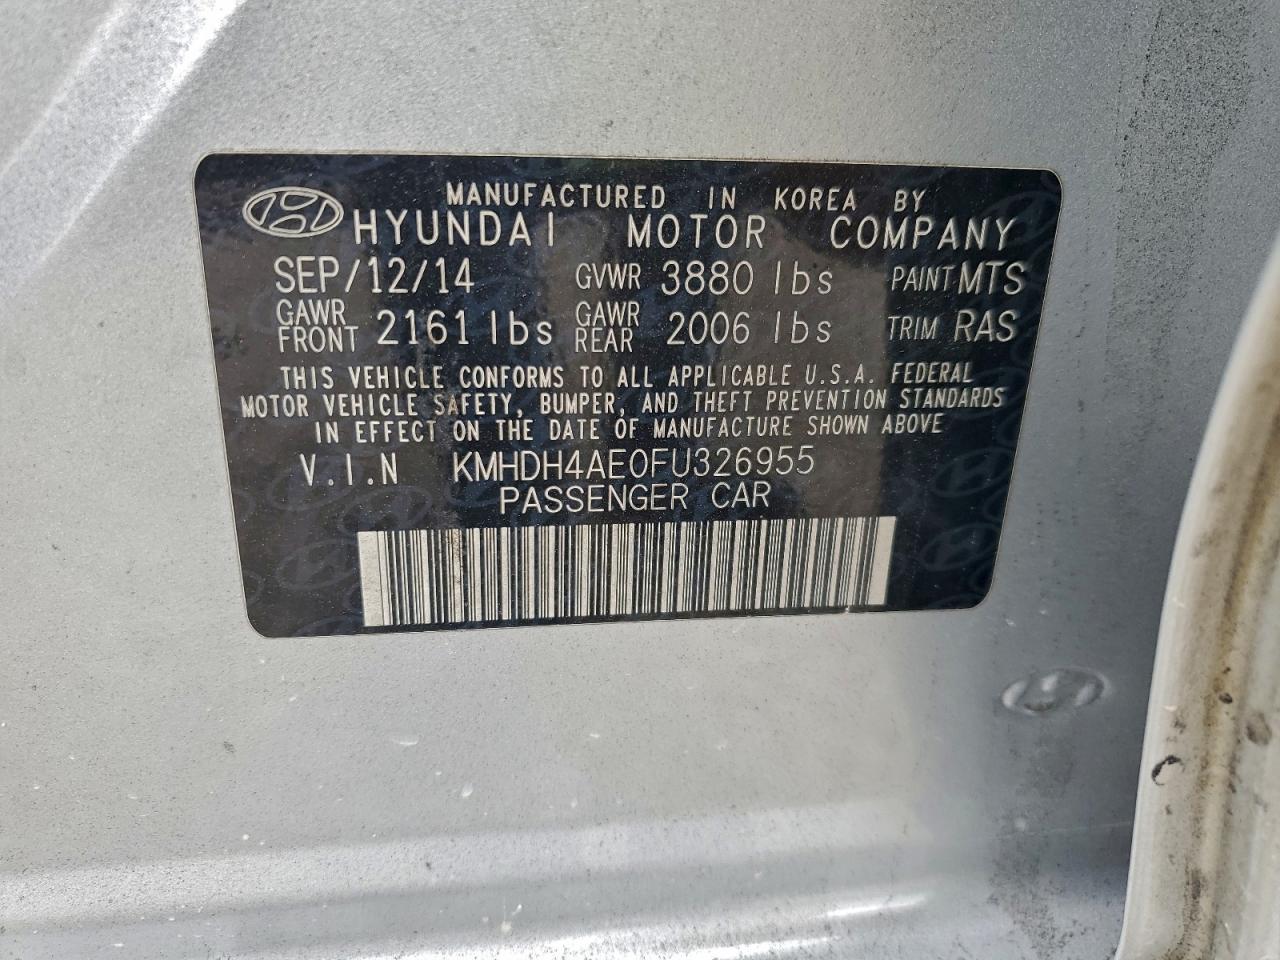 MANUFACTURED IN KOREA BY
HYUNDAI MOTOR COMPANY
SEP/12/14 GVWR 3880 lbs PAINT MTS
GAWR FRONT 2161 lbs GAWR REAR 2006 lbs TRIM RAS
THIS VEHICLE CONFORMS TO ALL APPLICABLE U.S.A. FEDERAL
MOTOR VEHICLE SAFETY, BUMPER, AND THEFT PREVENTION STANDARDS
IN EFFECT ON THE DATE OF MANUFACTURE SHOWN ABOVE
V.I.N KMHDH4AE0FU326955
PASSENGER CAR